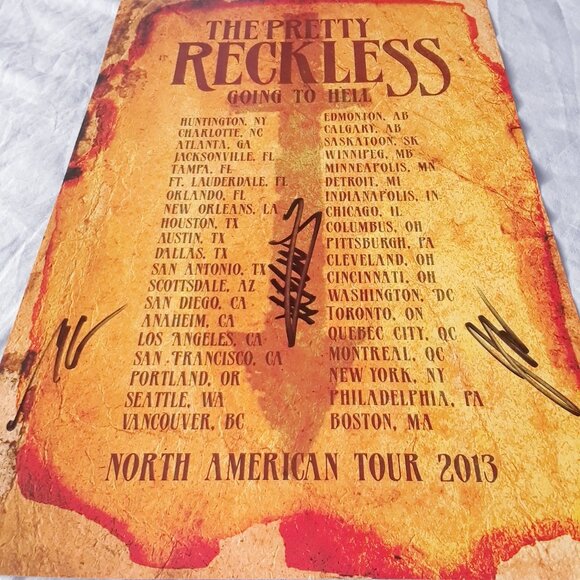 THE PRETTY
RECKLESS
GOING TO HELL
HUNTINGTON, NY
CHARLOTTE, NC
ATLANTA, GA
JACKSONVILLE, FL
TAMPA, FL
FT. LAUDERDALE, FL
ORLANDO, FL
NEW ORLEANS, LA
HOUSTON, TX
AUSTIN, TX
DALLAS, TX
SAN ANTONIO, TX
SCOTTSDALE, AZ
SAN DIEGO, CA
ANAHEIM, CA
LOS ANGELES, CA
SAN FRANCISCO, CA
PORTLAND, OR
SEATTLE, WA
VANCOUVER, BC
EDMONTON, AB
CALGARY, AB
SASKATOON, SK
WINNIPEG, MB
MINNEAPOLIS, MN
DETROIT, MI
INDIANAPOLIS, IN
CHICAGO, IL
COLUMBUS, OH
PITTSBURGH, PA
CLEVELAND, OH
CINCINATI, OH
WASHINGTON, DC
TORONTO, ON
QUEBEC CITY, QC
MONTREAL, QC
NEW YORK, NY
PHILADELPHIA, PA
BOSTON, MA
NORTH AMERICAN TOUR 2013